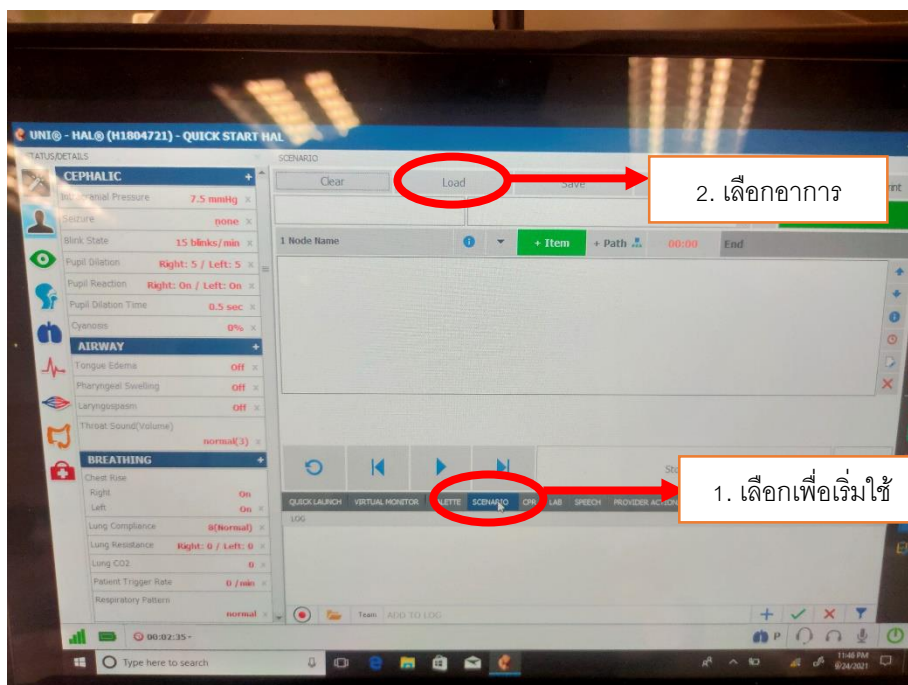 UNI® - HAL® (H1804721) - QUICK START HAL
STATUS/DETAILS
SCENARIO
CEPHALIC +
Clear
Load
Save
2. เลือกอาการ
Pressure 7.5 mmHg ×
none ×
Blink State 15 blinks/min ×
1 Node Name
+ Item
+ Path
00:00
End
Pupil Dilation Right: 5 / Left: 5 ×
Pupil Reaction Right: On / Left: On ×
Pupil Dilation Time 0.5 sec ×
Cyanosis 0% ×
AIRWAY +
Tongue Edema Off ×
Pharyngeal Swelling Off ×
Laryngospasm Off ×
Throat Sound(Volume)
normal(3) ×
BREATHING +
Chest Rise
Right On
Left On ×
Lung Compliance 8(Normal) ×
Lung Resistance Right: 0 / Left: 0 ×
Lung CO2 0 ×
Patient Trigger Rate 0 /min ×
Respiratory Pattern
normal ×
1. เลือกเพื่อเริ่มใช้
QUICK LAUNCH VIRTUAL MONITOR PALETTE SCENARIO CPR LAB SPEECH PROVIDER ACTION
LOG
Team ADD TO LOG
00:02:35-
P
Type here to search
11:46 PM